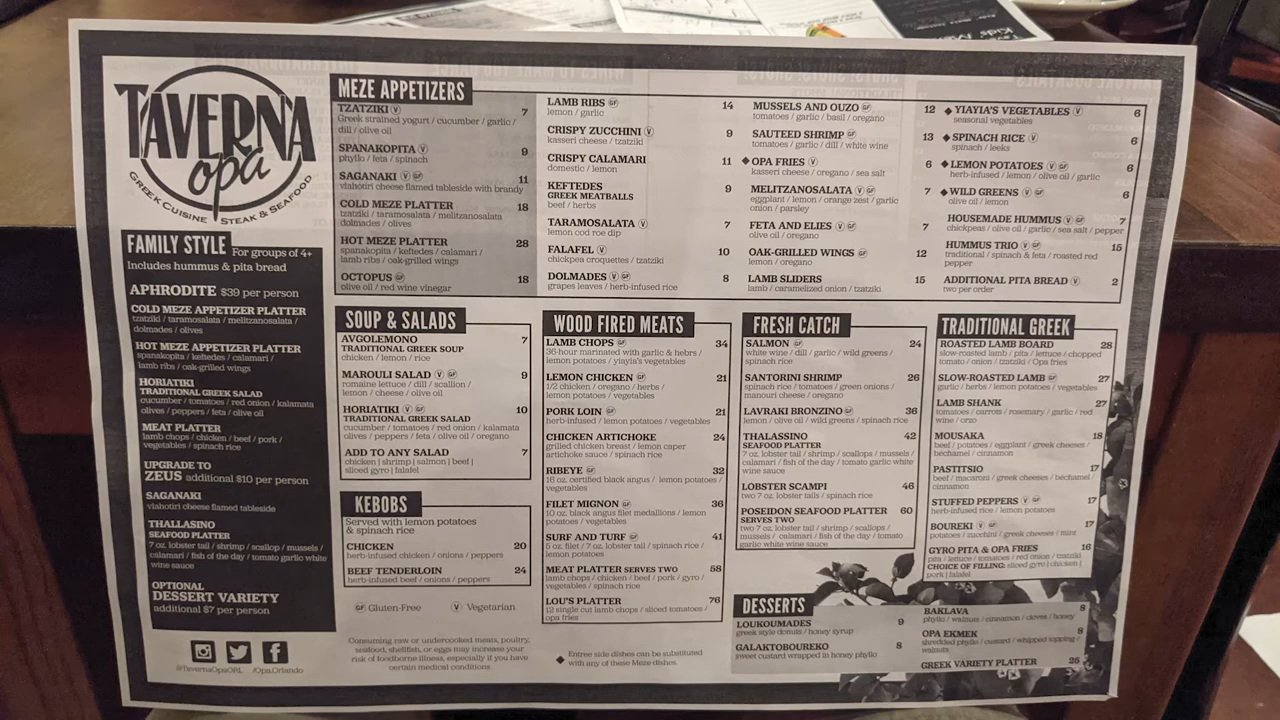 TAVERNA
opa
GREEK CUISINE STEAK & SEAFOOD
FAMILY STYLE For groups of 4+
Includes hummus & pita bread
APHRODITE $39 per person
COLD MEZE APPETIZER PLATTER
tzatziki / taramosalata / melitzanosalata /
dolmades / olives
HOT MEZE APPETIZER PLATTER
spanakopita / keftedes / calamari /
lamb ribs / oak-grilled wings
HORIATIKI
TRADITIONAL GREEK SALAD
cucumber / tomatoes / red onion / kalamata
olives / peppers / feta / olive oil
MEAT PLATTER
lamb chops / chicken / beef / pork /
vegetables / spinach rice
UPGRADE TO
ZEUS additional $10 per person
SAGANAKI
vlahotiri cheese flamed tableside
THALLASINO
SEAFOOD PLATTER
7 oz. lobster tail / shrimp / scallop / mussels /
calamari / fish of the day / tomato garlic white
wine sauce
OPTIONAL
DESSERT VARIETY
additional $7 per person
@TavernaOpaORL /Opa.Orlando
MEZE APPETIZERS
TZATZIKI V 7
Greek strained yogurt / cucumber / garlic /
dill / olive oil
SPANAKOPITA V 9
phyllo / feta / spinach
SAGANAKI V GF 11
vlahotiri cheese flamed tableside with brandy
COLD MEZE PLATTER 18
tzatziki / taramosalata / melitzanosalata
dolmades / olives
HOT MEZE PLATTER 28
spanakopita / keftedes / calamari /
lamb ribs / oak-grilled wings
OCTOPUS GF 18
olive oil / red wine vinegar
LAMB RIBS GF 14
lemon / garlic
CRISPY ZUCCHINI V 9
kasseri cheese / tzatziki
CRISPY CALAMARI 11
domestic / lemon
KEFTEDES 9
GREEK MEATBALLS
beef / herbs
TARAMOSALATA V 7
lemon cod roe dip
FALAFEL V 10
chickpea croquettes / tzatziki
DOLMADES V GF 8
grapes leaves / herb-infused rice
MUSSELS AND OUZO GF 12
tomatoes / garlic / basil / oregano
SAUTEED SHRIMP GF 13
tomatoes / garlic / dill / white wine
◆ OPA FRIES V 6
kasseri cheese / oregano / sea salt
MELITZANOSALATA V GF 7
eggplant / lemon / orange zest / garlic
onion / parsley
FETA AND ELIES V GF 7
olive oil / oregano
OAK-GRILLED WINGS GF 12
lemon / oregano
LAMB SLIDERS 15
lamb / caramelized onion / tzatziki
◆ YIAYIA'S VEGETABLES V 6
seasonal vegetables
◆ SPINACH RICE V 6
spinach / leeks
◆ LEMON POTATOES V GF 6
herb-infused / lemon / olive oil / garlic
◆ WILD GREENS V GF 6
olive oil / lemon
HOUSEMADE HUMMUS V GF 7
chickpeas / olive oil / garlic / sea salt / pepper
HUMMUS TRIO V GF 15
traditional / spinach & feta / roasted red
pepper
ADDITIONAL PITA BREAD V 2
two per order
SOUP & SALADS
AVGOLEMONO 7
TRADITIONAL GREEK SOUP
chicken / lemon / rice
MAROULI SALAD V GF 9
romaine lettuce / dill / scallion /
lemon / cheese / olive oil
HORIATIKI V GF 10
TRADITIONAL GREEK SALAD
cucumber / tomatoes / red onion / kalamata
olives / peppers / feta / olive oil / oregano
ADD TO ANY SALAD 7
chicken | shrimp | salmon | beef |
sliced gyro | falafel
KEBOBS
Served with lemon potatoes
& spinach rice
CHICKEN 20
herb-infused chicken / onions / peppers
BEEF TENDERLOIN 24
herb-infused beef / onions / peppers
GF Gluten-Free V Vegetarian
Consuming raw or undercooked meats, poultry,
seafood, shellfish, or eggs may increase your
risk of foodborne illness, especially if you have
certain medical conditions
WOOD FIRED MEATS
LAMB CHOPS GF 34
36-hour marinated with garlic & hebrs /
lemon potatoes / yiayia's vegetables
LEMON CHICKEN GF 21
1/2 chicken / oregano / herbs /
lemon potatoes / vegetables
PORK LOIN GF 21
herb-infused / lemon potatoes / vegetables
CHICKEN ARTICHOKE 24
grilled chicken breast / lemon caper
artichoke sauce / spinach rice
RIBEYE GF 32
16 oz. certified black angus / lemon potatoes /
vegetables
FILET MIGNON GF 36
10 oz. black angus filet medallions / lemon
potatoes / vegetables
SURF AND TURF GF 41
5 oz. filet / 7 oz. lobster tail / spinach rice /
lemon potatoes
MEAT PLATTER SERVES TWO 58
lamb chops / chicken / beef / pork / gyro /
vegetables / spinach rice
LOU'S PLATTER 76
12 single cut lamb chops / sliced tomatoes /
opa fries
◆ Entree side dishes can be substituted
with any of these Meze dishes.
FRESH CATCH
SALMON GF 24
white wine / dill / garlic / wild greens /
spinach rice
SANTORINI SHRIMP 26
spinach rice / tomatoes / green onions /
manouri cheese / oregano
LAVRAKI BRONZINO GF 36
lemon / olive oil / wild greens / spinach rice
THALASSINO 42
SEAFOOD PLATTER
7 oz. lobster tail / shrimp / scallops / mussels /
calamari / fish of the day / tomato garlic white
wine sauce
LOBSTER SCAMPI 46
two 7 oz. lobster tails / spinach rice
POSEIDON SEAFOOD PLATTER 60
SERVES TWO
two 7 oz. lobster tail / shrimp / scallops /
mussels / calamari / fish of the day / tomato
garlic white wine sauce
TRADITIONAL GREEK
ROASTED LAMB BOARD 28
slow-roasted lamb / pita / lettuce / chopped
tomato / onion / tzatziki / Opa fries
SLOW-ROASTED LAMB GF 27
garlic / herbs / lemon potatoes / vegetables
LAMB SHANK 27
tomatoes / carrots / rosemary / garlic / red
wine / orzo
MOUSAKA 18
beef / potatoes / eggplant / greek cheeses /
bechamel / cinnamon
PASTITSIO 17
beef / macaroni / greek cheeses / bechamel /
cinnamon
STUFFED PEPPERS V GF 17
herb-infused rice / lemon potatoes
BOUREKI V GF 17
potatoes / zucchini / greek cheeses / mint
GYRO PITA & OPA FRIES 16
pita / lettuce / tomatoes / red onion / tzatziki
CHOICE OF FILLING: sliced gyro | chicken |
pork | falafel
DESSERTS
LOUKOUMADES 9
greek style donuts / honey syrup
GALAKTOBOUREKO 8
sweet custard wrapped in honey phyllo
BAKLAVA 8
phyllo / walnuts / cinnamon / cloves / honey
OPA EKMEK 8
shredded phyllo / custard / whipped topping /
walnuts
GREEK VARIETY PLATTER 25